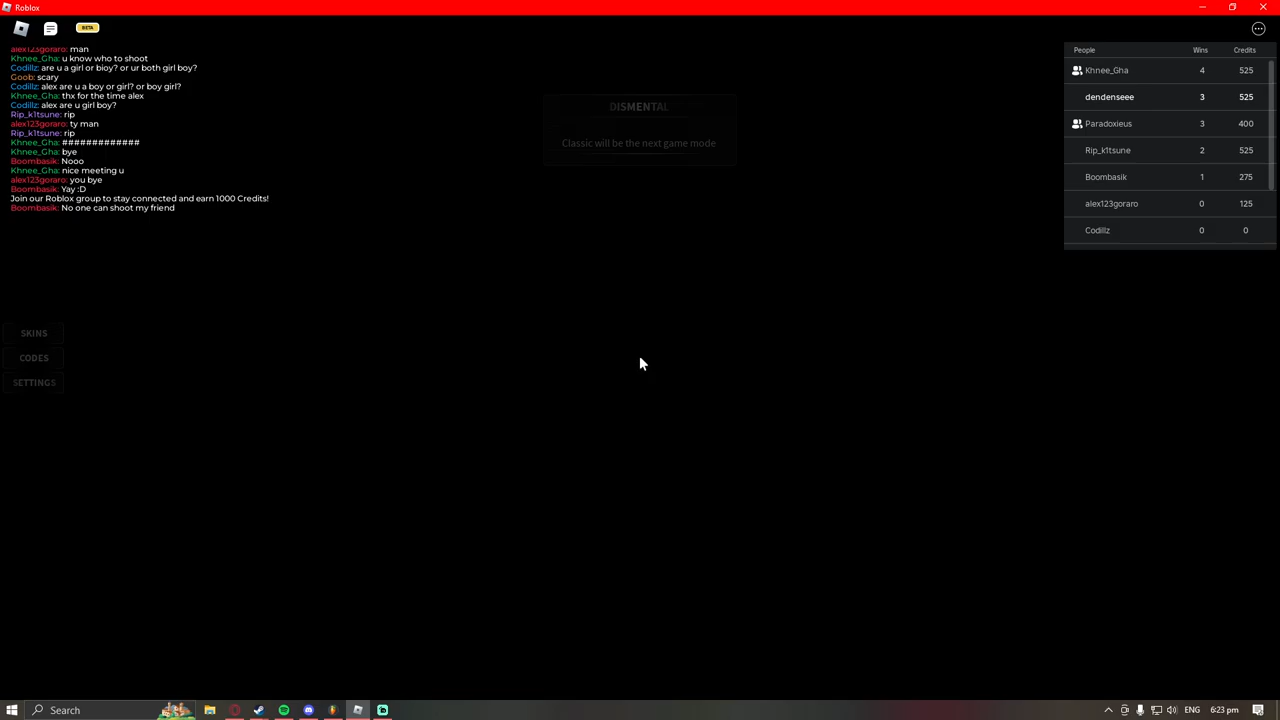 Roblox
BETA
alex123goraro: man
Khnee_Gha: u know who to shoot
Codillz: are u a girl or bioy? or ur both girl boy?
Goob: scary
Codillz: alex are u a boy or girl? or boy girl?
Khnee_Gha: thx for the time alex
Codillz: alex are u girl boy?
Rip_k1tsune: rip
alex123goraro: ty man
Rip_k1tsune: rip
Khnee_Gha: #############
Khnee_Gha: bye
Boombasik: Nooo
Khnee_Gha: nice meeting u
alex123goraro: you bye
Boombasik: Yay :D
Join our Roblox group to stay connected and earn 1000 Credits!
Boombasik: No one can shoot my friend
DISMENTAL
Classic will be the next game mode
People Wins Credits
Khnee_Gha 4 525
dendenseee 3 525
Paradoxieus 3 400
Rip_k1tsune 2 525
Boombasik 1 275
alex123goraro 0 125
Codillz 0 0
SKINS
CODES
SETTINGS
Search
ENG 6:23 pm